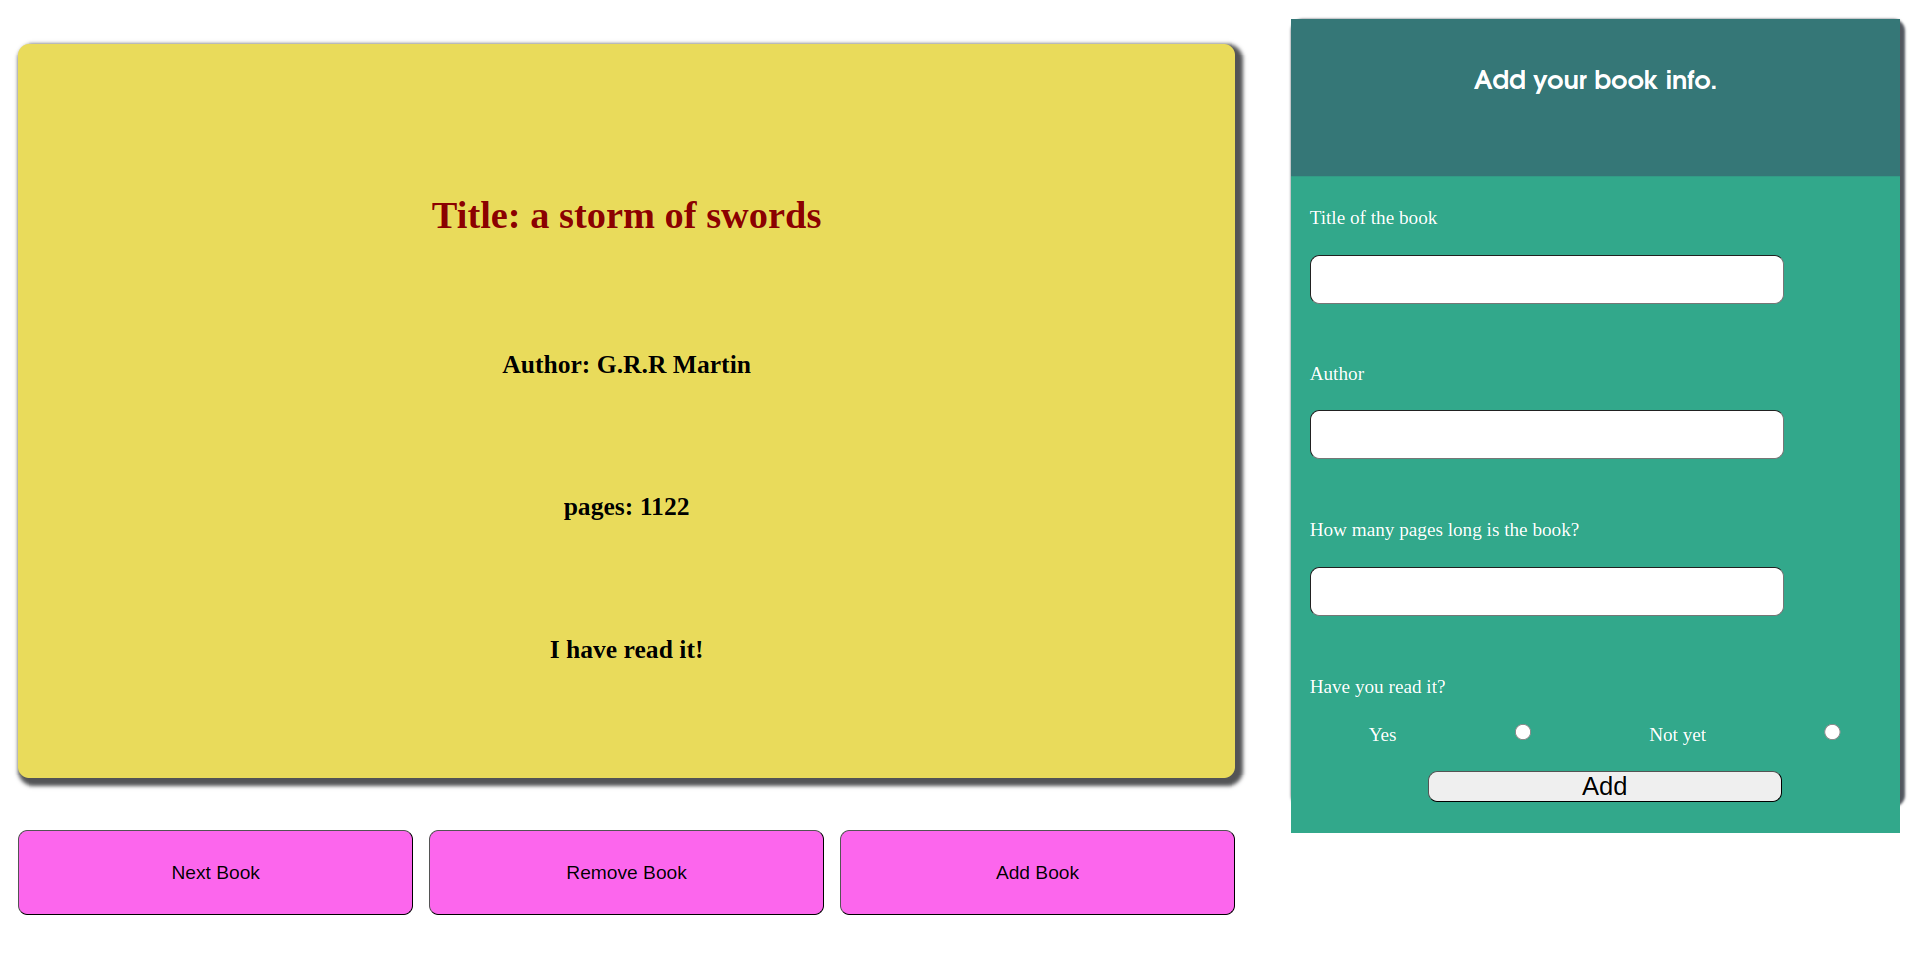 Title: a storm of swords
Author: G.R.R Martin
pages: 1122
I have read it!
Next Book
Remove Book
Add Book
Add your book info.
Title of the book
Author
How many pages long is the book?
Have you read it?
Yes
Not yet
Add